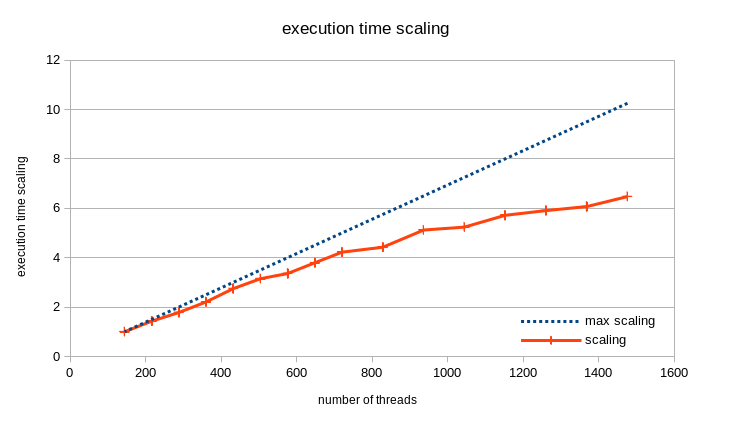 execution time scaling
12
10
8
6
4
2
0
execution time scaling
max scaling
scaling
0 200 400 600 800 1000 1200 1400 1600
number of threads